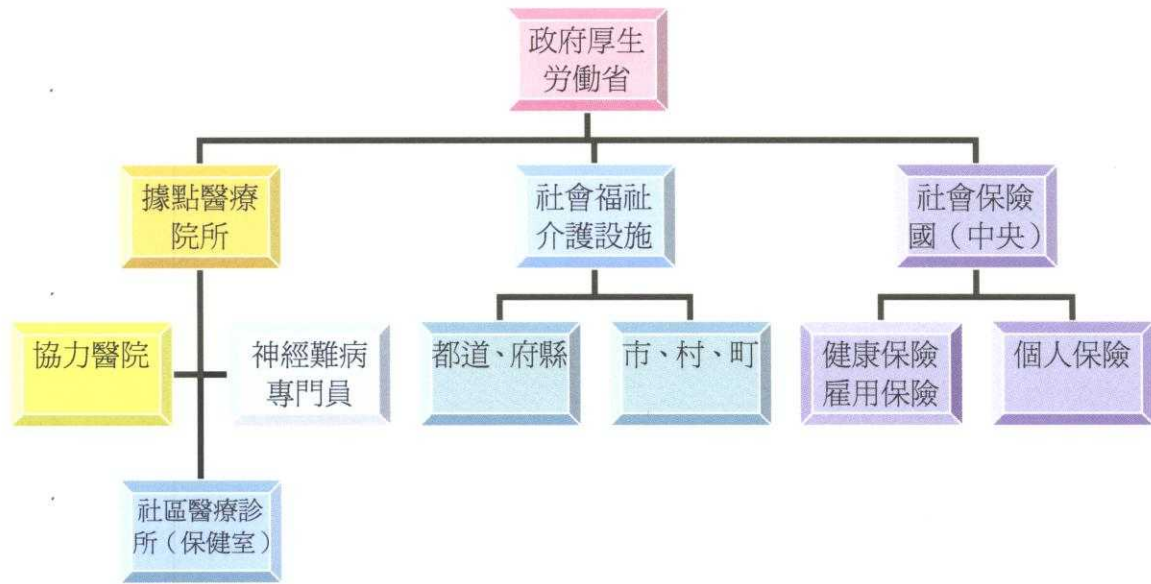 政府厚生
労働省
據點醫療
院所
社會福祉
介護設施
社會保險
國（中央）
協力醫院
神經難病
專門員
都道、府縣
市、村、町
健康保險
雇用保險
個人保險
社區醫療診
所（保健室）